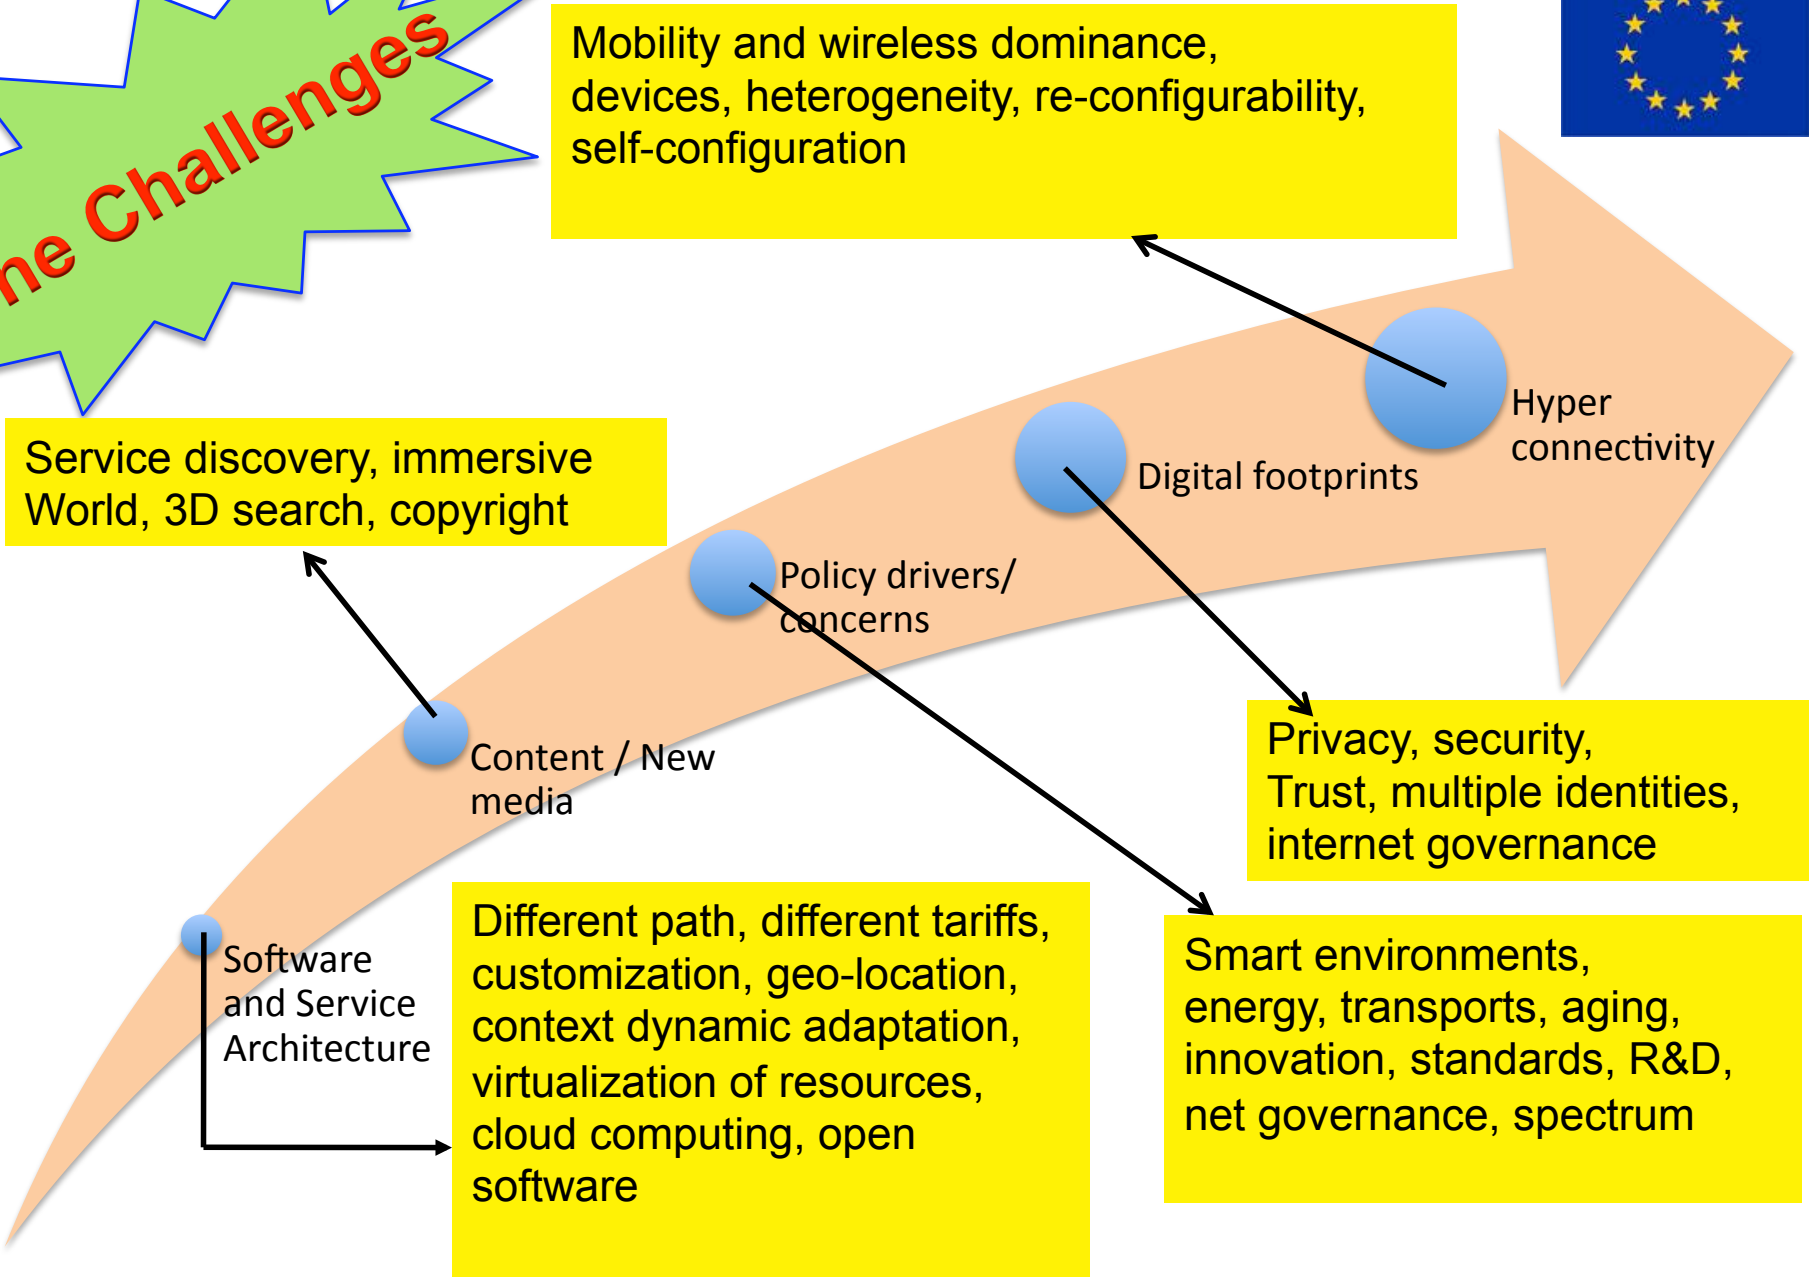 Challenges
Mobility and wireless dominance,
devices, heterogeneity, re-configurability,
self-configuration
Hyper
connectivity
Service discovery, immersive
World, 3D search, copyright
Digital footprints
Policy drivers/
concerns
Privacy, security,
Trust, multiple identities,
internet governance
Content / New
media
Different path, different tariffs,
customization, geo-location,
context dynamic adaptation,
virtualization of resources,
cloud computing, open
software
Software
and Service
Architecture
Smart environments,
energy, transports, aging,
innovation, standards, R&D,
net governance, spectrum